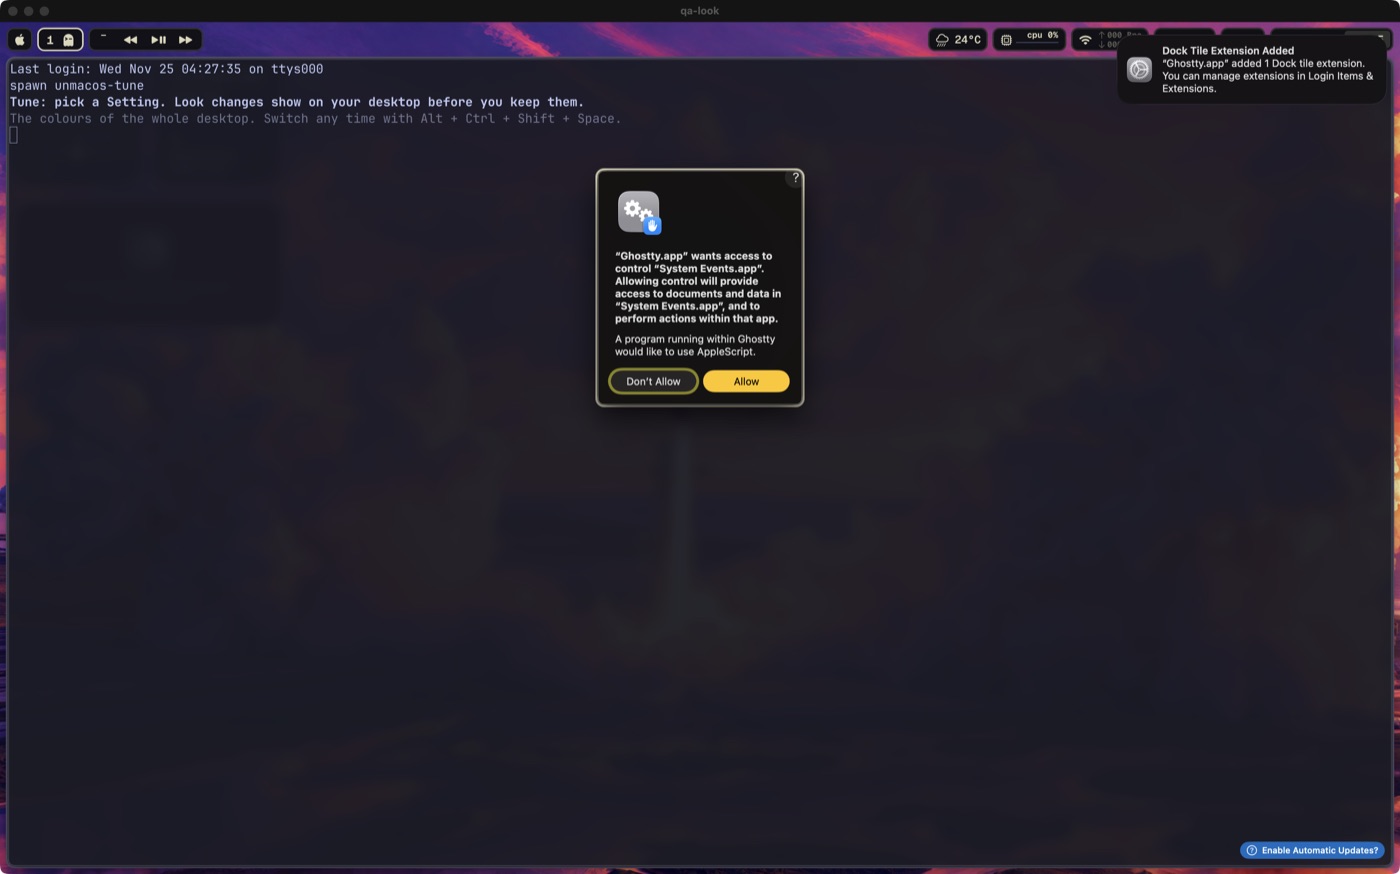 qa-look
1
24°C
cpu 0%
Last login: Wed Nov 25 04:27:35 on ttys000
spawn unmacos-tune
Tune: pick a Setting. Look changes show on your desktop before you keep them.
The colours of the whole desktop. Switch any time with Alt + Ctrl + Shift + Space.
Dock Tile Extension Added
“Ghostty.app” added 1 Dock tile extension.
You can manage extensions in Login Items &
Extensions.
?
“Ghostty.app” wants access to
control “System Events.app”.
Allowing control will provide
access to documents and data in
“System Events.app”, and to
perform actions within that app.
A program running within Ghostty
would like to use AppleScript.
Don’t Allow
Allow
Enable Automatic Updates?